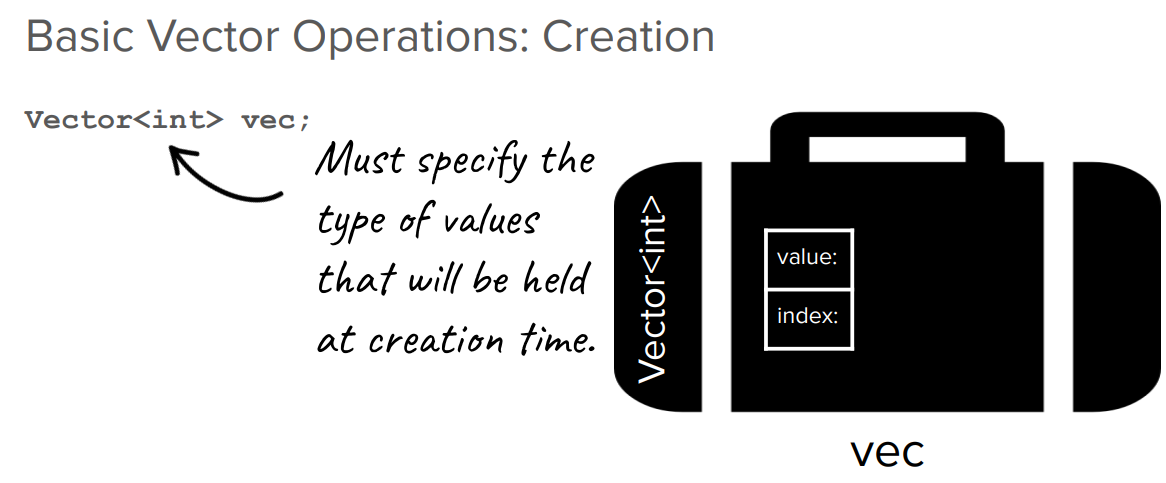 Basic Vector Operations: Creation
Vector<int> vec;
Must specify the
type of values
that will be held
at creation time.
Vector<int>
value:
index:
vec